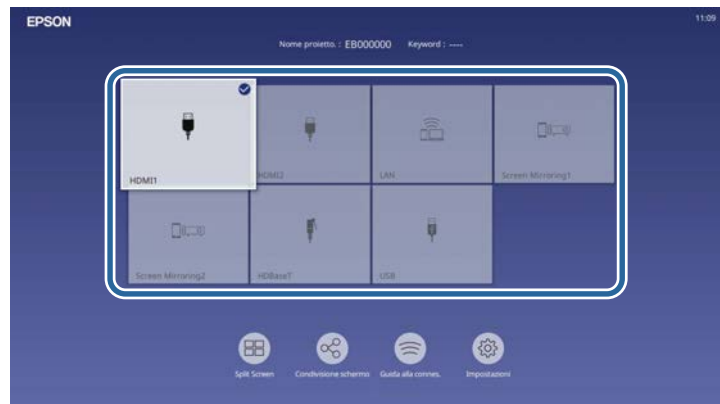 EPSON
11:09
Nome proietto. : EB000000 Keyword : ----
HDMI1
HDMI2
LAN
Screen Mirroring1
Screen Mirroring2
HDBaseT
USB
Split Screen
Condivisione schermo
Guida alla connes.
Impostazioni